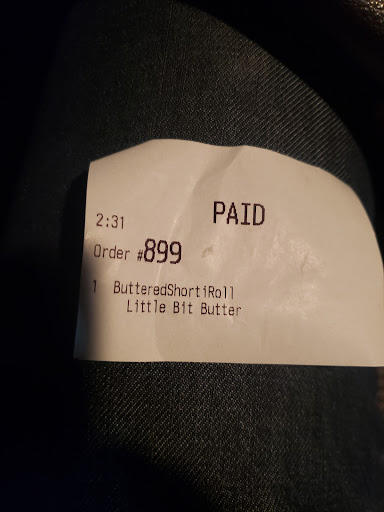 2:31 PAID
Order #899
1 ButteredShortiRoll
Little Bit Butter